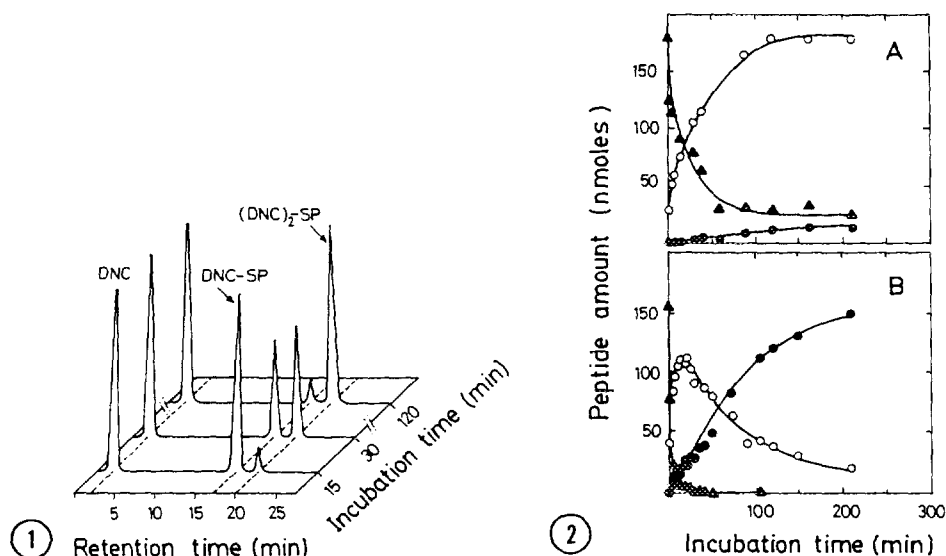 DNC
DNC-SP
(DNC)₂-SP
5 10 15 20 25
Retention time (min)
15 30 120
Incubation time (min)
1
A
150
100
50
B
150
100
50
0
0 100 200 300
Peptide amount (nmoles)
Incubation time (min)
2